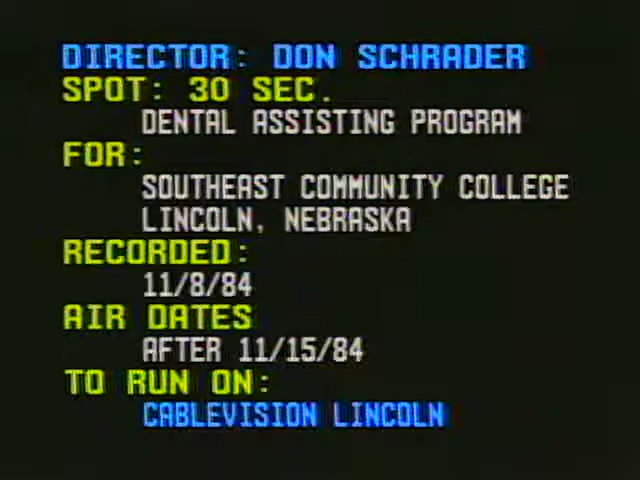 DIRECTOR: DON SCHRADER
SPOT: 30 SEC.
DENTAL ASSISTING PROGRAM
FOR:
SOUTHEAST COMMUNITY COLLEGE
LINCOLN, NEBRASKA
RECORDED:
11/8/84
AIR DATES
AFTER 11/15/84
TO RUN ON:
CABLEVISION LINCOLN